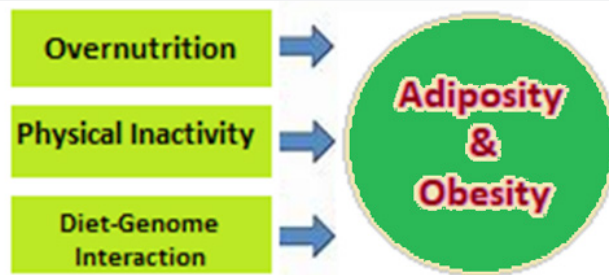 Overnutrition
Physical Inactivity
Diet-Genome
Interaction
Adiposity
&
Obesity